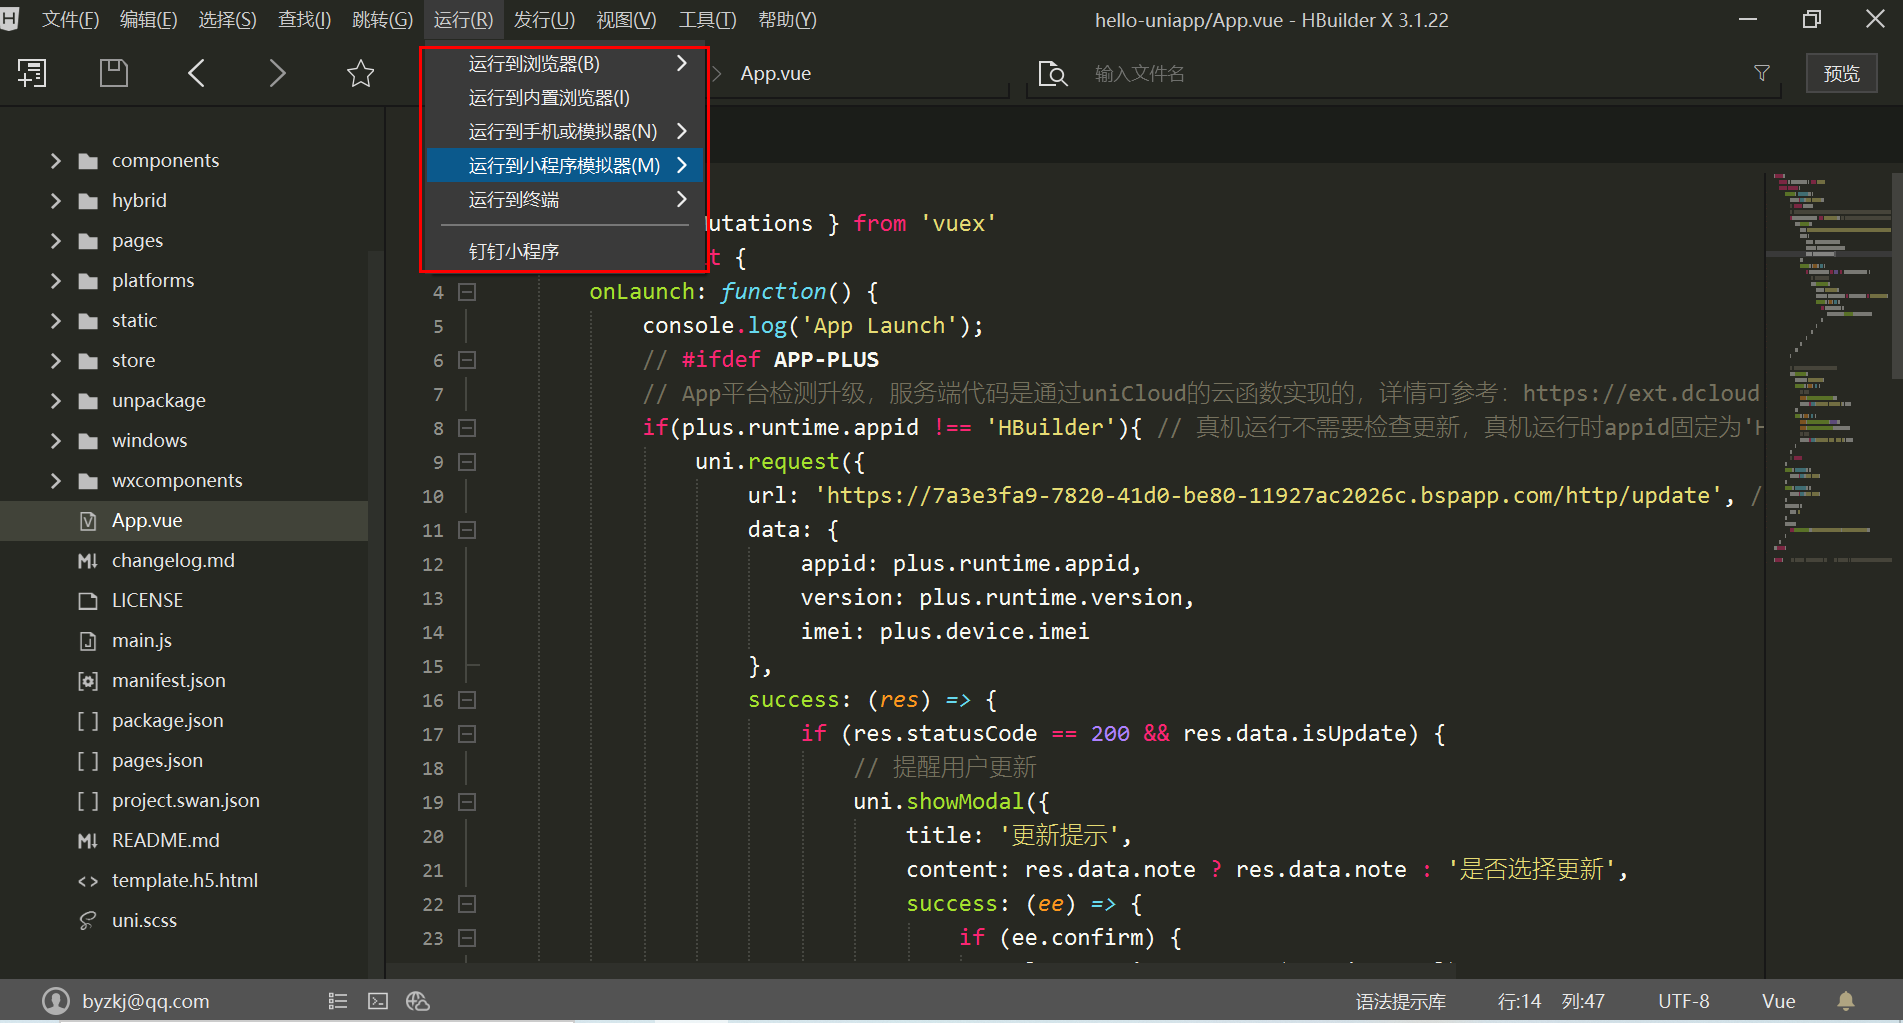 文件(F) 编辑(E) 选择(S) 查找(I) 跳转(G) 运行(R) 发行(U) 视图(V) 工具(T) 帮助(Y) hello-uniapp/App.vue - HBuilder X 3.1.22
App.vue 输入文件名 预览
运行到浏览器(B)
运行到内置浏览器(I)
运行到手机或模拟器(N)
运行到小程序模拟器(M)
运行到终端
钉钉小程序
components
hybrid
pages
platforms
static
store
unpackage
windows
wxcomponents
App.vue
changelog.md
LICENSE
main.js
manifest.json
package.json
pages.json
project.swan.json
README.md
template.h5.html
uni.scss
utations } from 'vuex'
t {
4 onLaunch: function() {
5 console.log('App Launch');
6 // #ifdef APP-PLUS
7 // App平台检测升级，服务端代码是通过uniCloud的云函数实现的，详情可参考：https://ext.dcloud
8 if(plus.runtime.appid !== 'HBuilder'){ // 真机运行不需要检查更新，真机运行时appid固定为'H
9 uni.request({
10 url: 'https://7a3e3fa9-7820-41d0-be80-11927ac2026c.bspapp.com/http/update', /
11 data: {
12 appid: plus.runtime.appid,
13 version: plus.runtime.version,
14 imei: plus.device.imei
15 },
16 success: (res) => {
17 if (res.statusCode == 200 && res.data.isUpdate) {
18 // 提醒用户更新
19 uni.showModal({
20 title: '更新提示',
21 content: res.data.note ? res.data.note : '是否选择更新',
22 success: (ee) => {
23 if (ee.confirm) {
byzkj@qq.com 语法提示库 行:14 列:47 UTF-8 Vue